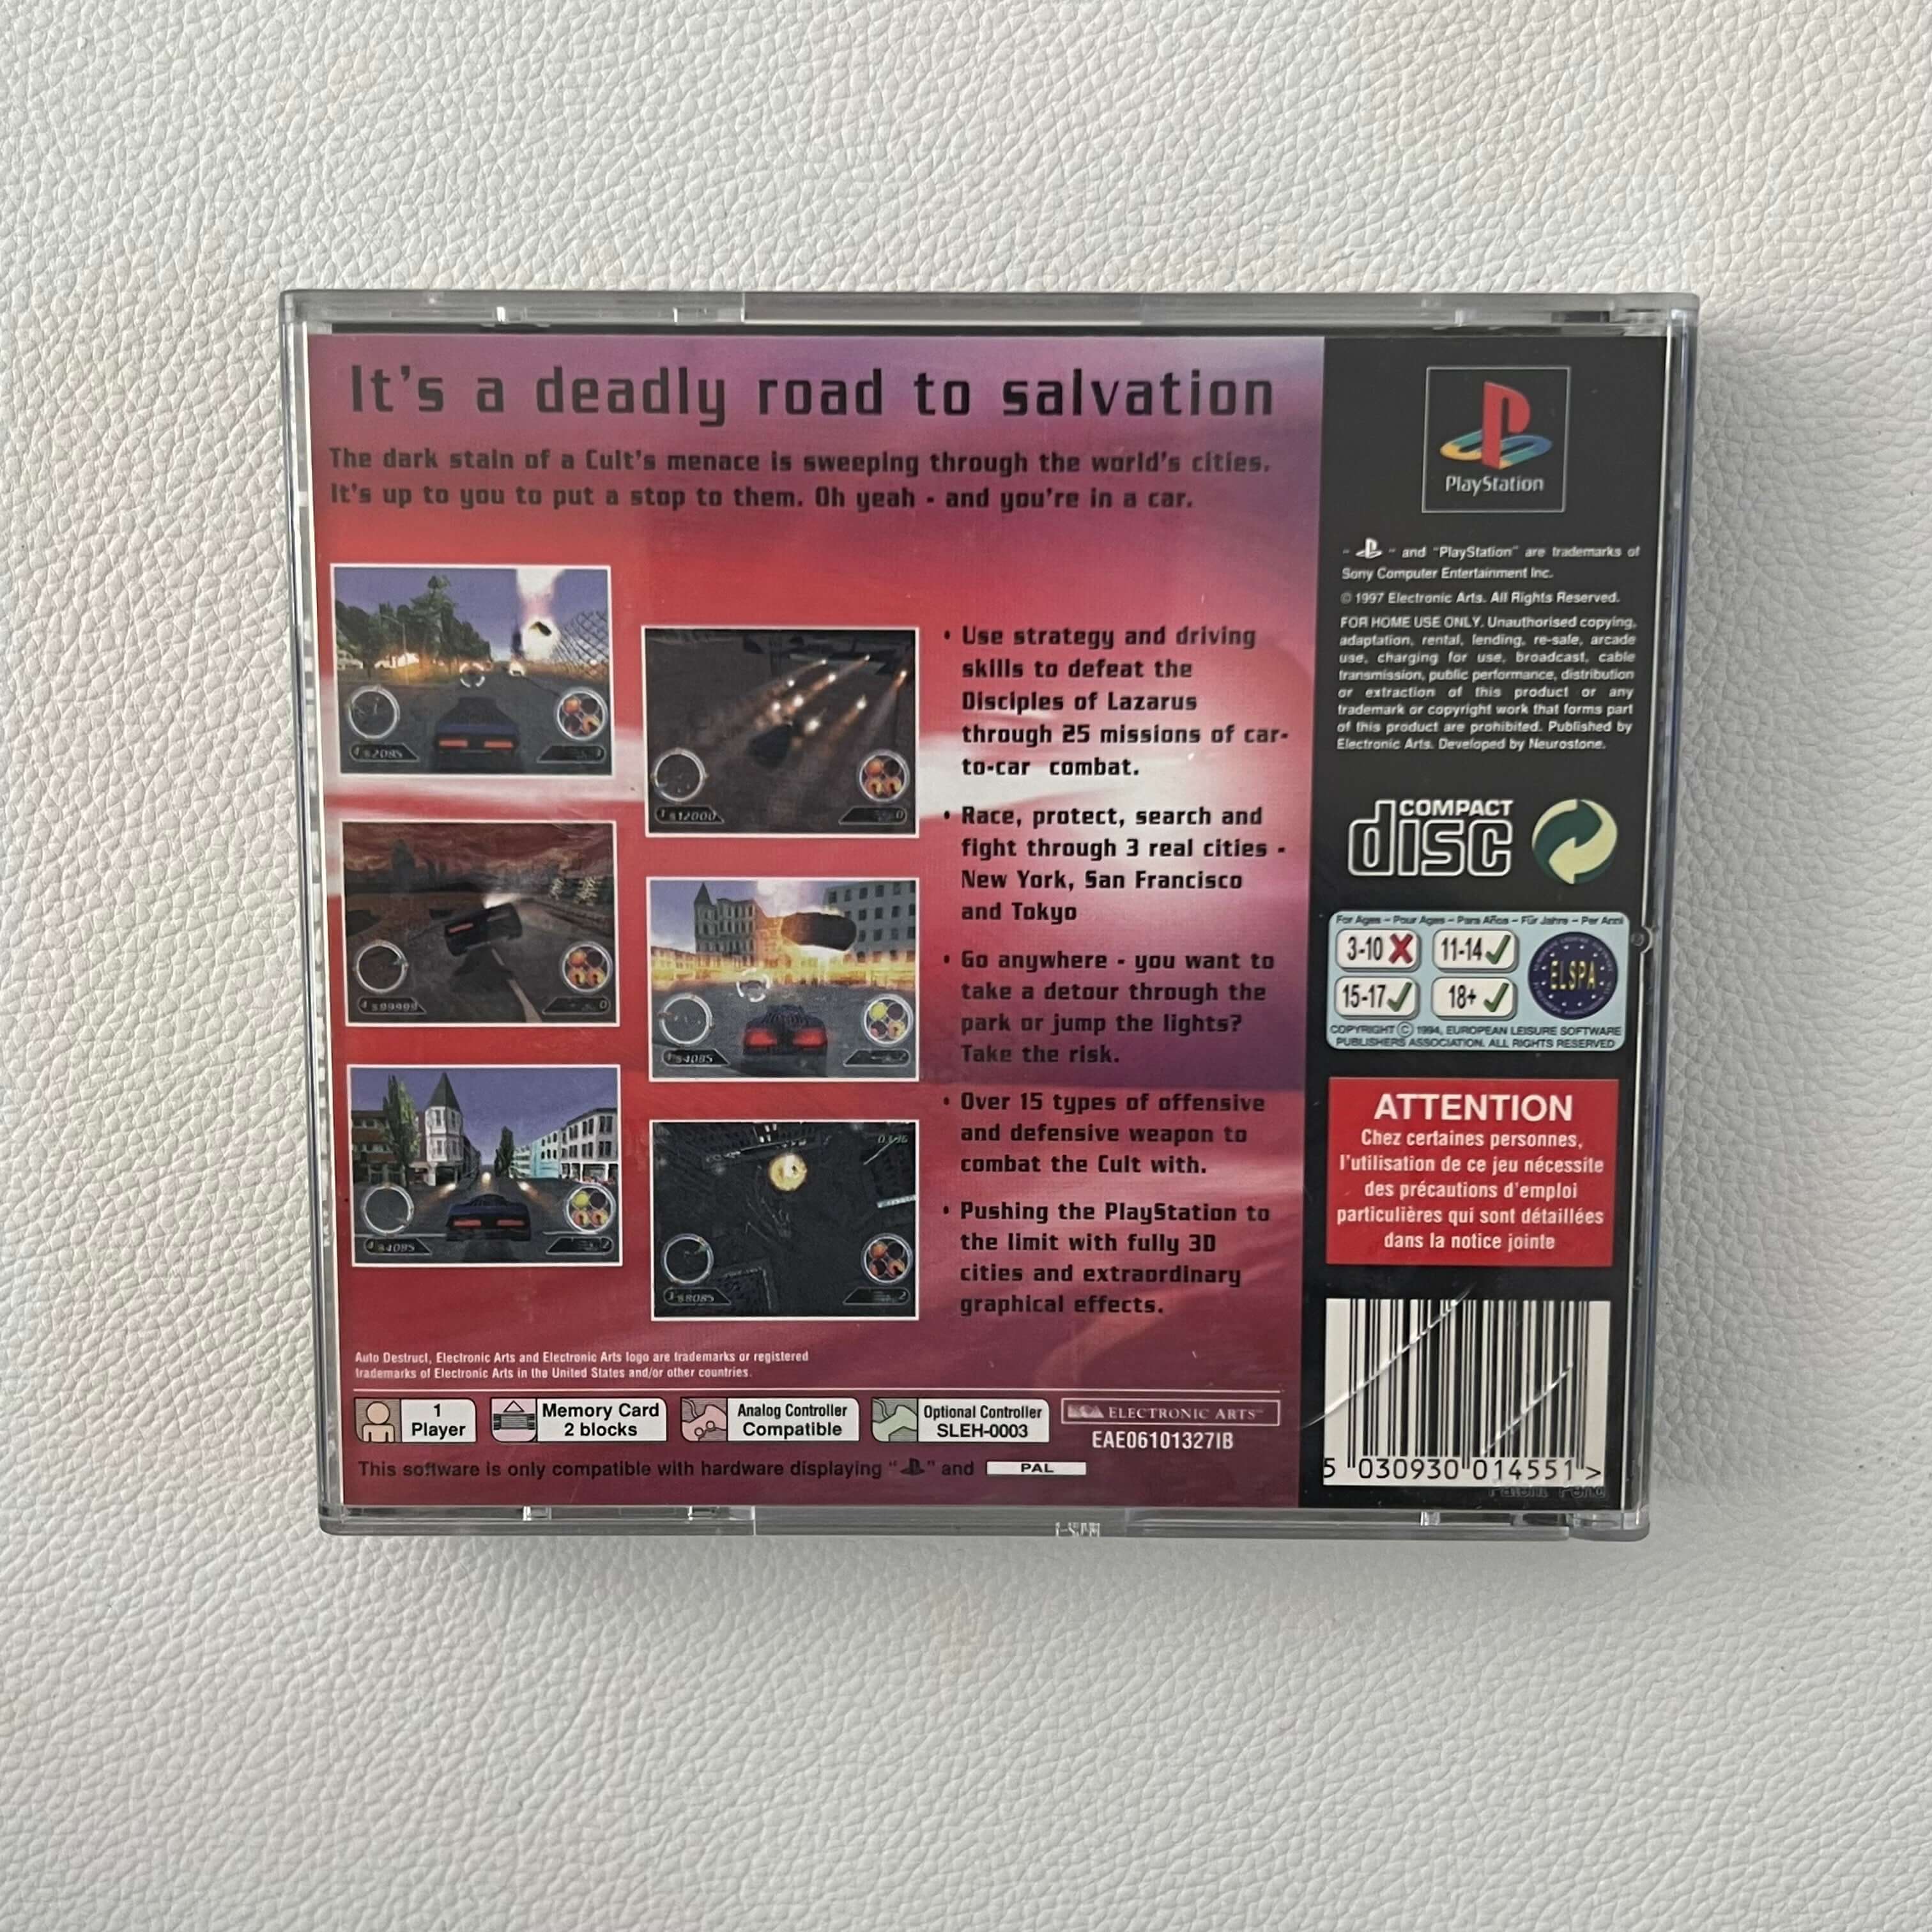 It's a deadly road to salvation
The dark stain of a Cult's menace is sweeping through the world's cities.
It's up to you to put a stop to them. Oh yeah - and you're in a car.
• Use strategy and driving
skills to defeat the
Disciples of Lazarus
through 25 missions of car-
to-car combat.
• Race, protect, search and
fight through 3 real cities -
New York, San Francisco
and Tokyo
• Go anywhere - you want to
take a detour through the
park or jump the lights?
Take the risk.
• Over 15 types of offensive
and defensive weapon to
combat the Cult with.
• Pushing the PlayStation to
the limit with fully 3D
cities and extraordinary
graphical effects.
Auto Destruct, Electronic Arts and Electronic Arts logo are trademarks or registered
trademarks of Electronic Arts in the United States and/or other countries.
1
Player
Memory Card
2 blocks
Analog Controller
Compatible
Optional Controller
SLEH-0003
ELECTRONIC ARTS™
EAE06101327IB
This software is only compatible with hardware displaying " " and PAL
PlayStation
" " and "PlayStation" are trademarks of
Sony Computer Entertainment Inc.
© 1997 Electronic Arts. All Rights Reserved.
FOR HOME USE ONLY. Unauthorised copying,
adaptation, rental, lending, re-sale, arcade
use, charging for use, broadcast, cable
transmission, public performance, distribution
or extraction of this product or any
trademark or copyright work that forms part
of this product are prohibited. Published by
Electronic Arts. Developed by Neurostone.
COMPACT
disc
For Ages – Pour Ages – Para Años – Für Jahre – Per Anni
3-10 11-14
15-17 18+
ELSPA
COPYRIGHT © 1994, EUROPEAN LEISURE SOFTWARE
PUBLISHERS ASSOCIATION. ALL RIGHTS RESERVED
ATTENTION
Chez certaines personnes,
l'utilisation de ce jeu nécessite
des précautions d'emploi
particulières qui sont détaillées
dans la notice jointe
5 030930 014551 >